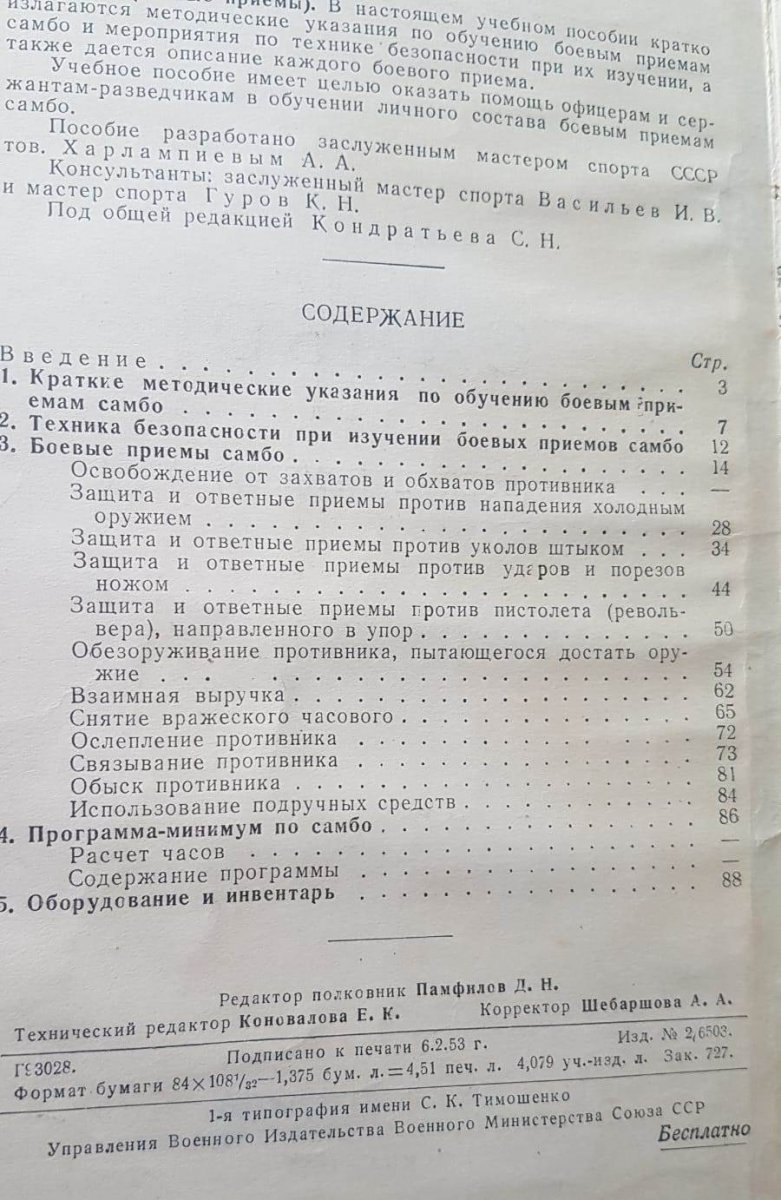 приемы). В настоящем учебном пособии кратко
излагаются методические указания по обучению боевым приемам
самбо и мероприятия по технике безопасности при их изучении, а
также дается описание каждого боевого приема.
Учебное пособие имеет целью оказать помощь офицерам и сер-
жантам-разведчикам в обучении личного состава боевым приемам
самбо.
Пособие разработано заслуженным мастером спорта СССР
тов. Харлампиевым А. А.
Консультанты: заслуженный мастер спорта Васильев И. В.
и мастер спорта Гуров К. Н.
Под общей редакцией Кондратьева С. Н.
СОДЕРЖАНИЕ
Стр.
Введение . . . . . . . . . . . . . . . . . . . . 3
1. Краткие методические указания по обучению боевым при-
емам самбо . . . . . . . . . . . . . . . . . . . 7
2. Техника безопасности при изучении боевых приемов самбо 12
3. Боевые приемы самбо . . . . . . . . . . . . . . . 14
Освобождение от захватов и обхватов противника . . . —
Защита и ответные приемы против нападения холодным
оружием . . . . . . . . . . . . . . . . . . . . 28
Защита и ответные приемы против уколов штыком . . . 34
Защита и ответные приемы против ударов и порезов
ножом . . . . . . . . . . . . . . . . . . . . 44
Защита и ответные приемы против пистолета (револь-
вера), направленного в упор . . . . . . . . . . . . 50
Обезоруживание противника, пытающегося достать ору-
жие . . . . . . . . . . . . . . . . . . . . 54
Взаимная выручка . . . . . . . . . . . . . . . . 62
Снятие вражеского часового . . . . . . . . . . . . 65
Ослепление противника . . . . . . . . . . . . . . 72
Связывание противника . . . . . . . . . . . . . . 73
Обыск противника . . . . . . . . . . . . . . . . 81
Использование подручных средств . . . . . . . . . . 84
4. Программа-минимум по самбо . . . . . . . . . . . . 86
Расчет часов . . . . . . . . . . . . . . . . . . —
Содержание программы . . . . . . . . . . . . . . —
5. Оборудование и инвентарь . . . . . . . . . . . . . 88
Редактор полковник Памфилов Д. Н.
Технический редактор Коновалова Е. К. Корректор Шебаршова А. А.
Г93028. Подписано к печати 6.2.53 г. Изд. № 2/6503.
Формат бумаги 84×108¹/₃₂—1,375 бум. л.=4,51 печ. л. 4,079 уч.-изд. л. Зак. 727.
1-я типография имени С. К. Тимошенко
Управления Военного Издательства Военного Министерства Союза ССР
Бесплатно